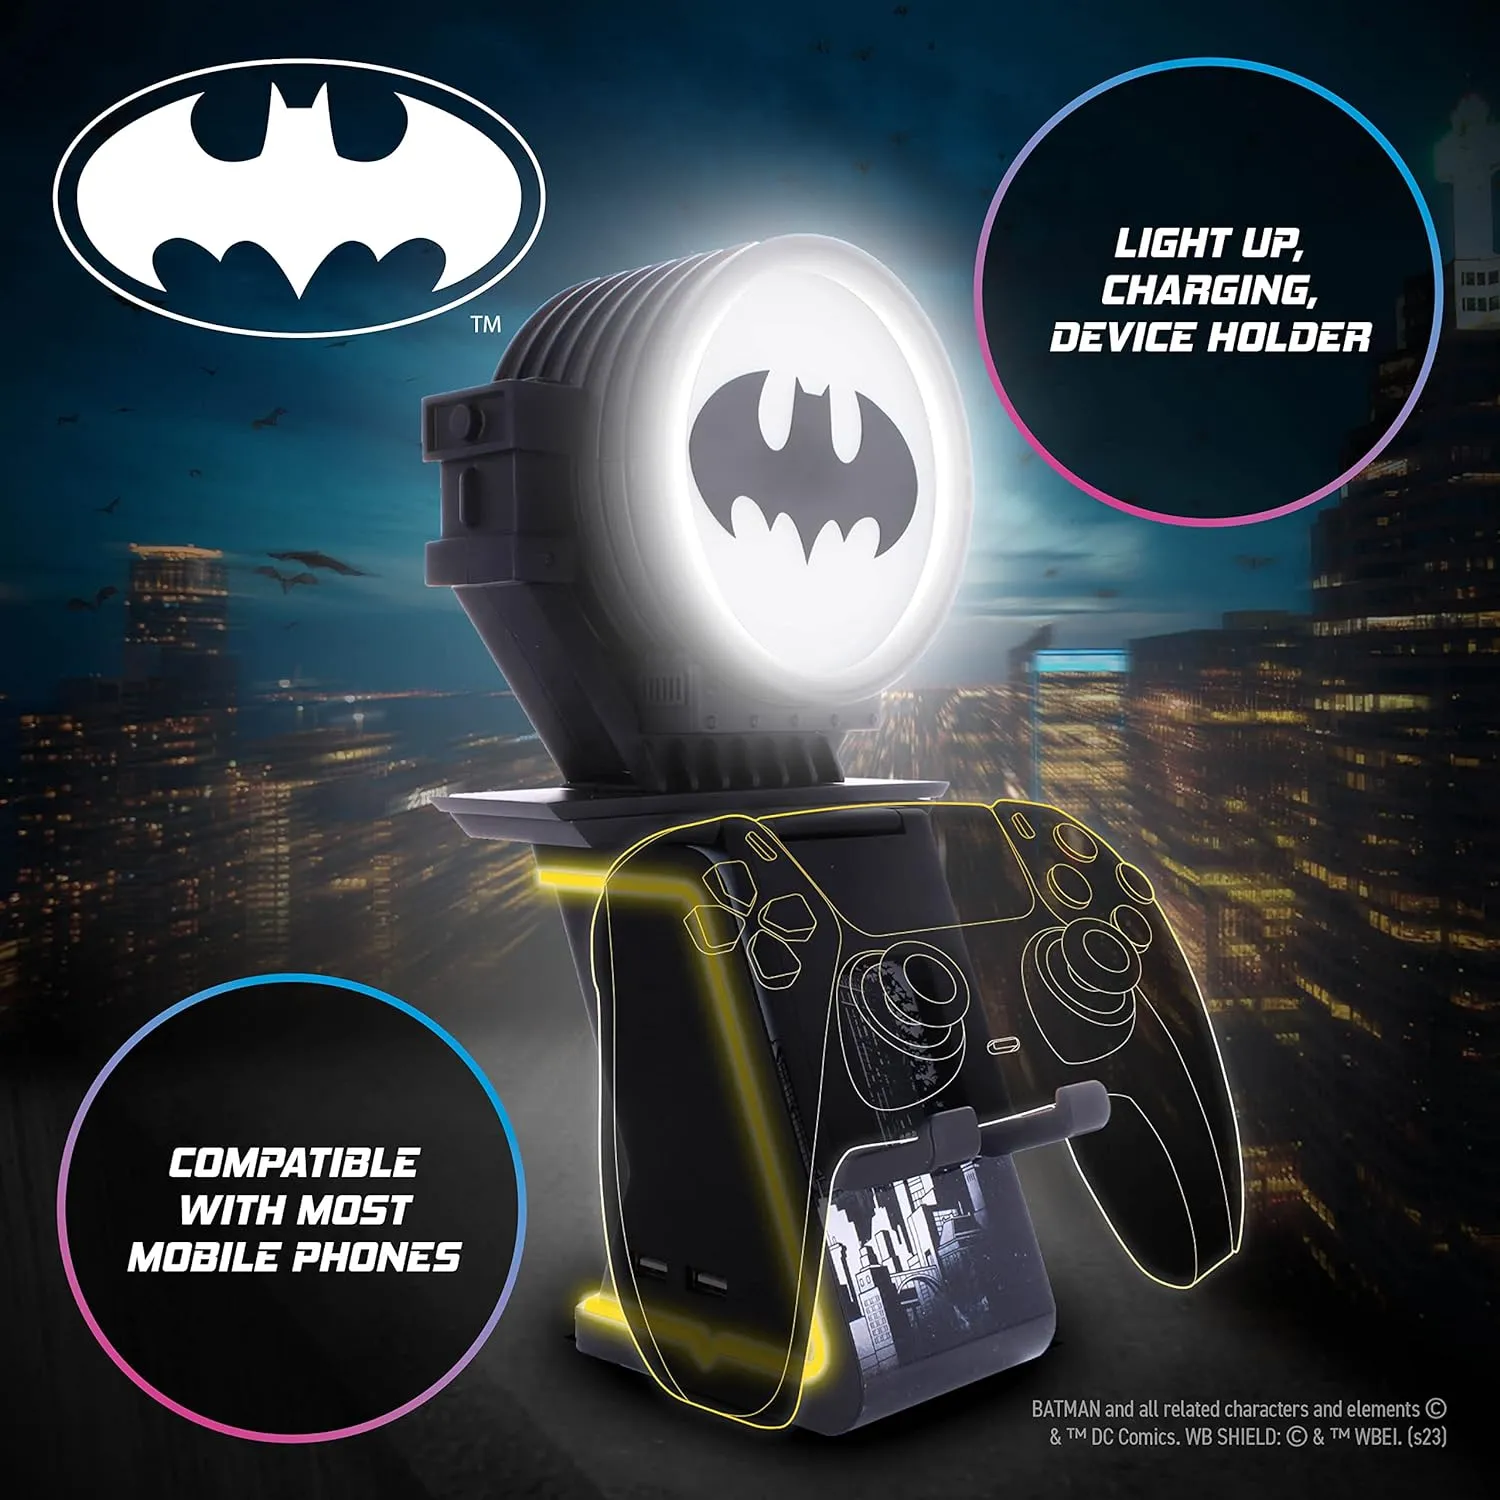 TM
LIGHT UP,
CHARGING,
DEVICE HOLDER
COMPATIBLE
WITH MOST
MOBILE PHONES
BATMAN and all related characters and elements ©
& ™ DC Comics. WB SHIELD: © & ™ WBEI. (s23)